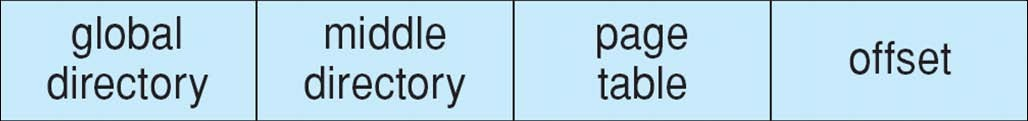 global
directory
middle
directory
page
table
offset